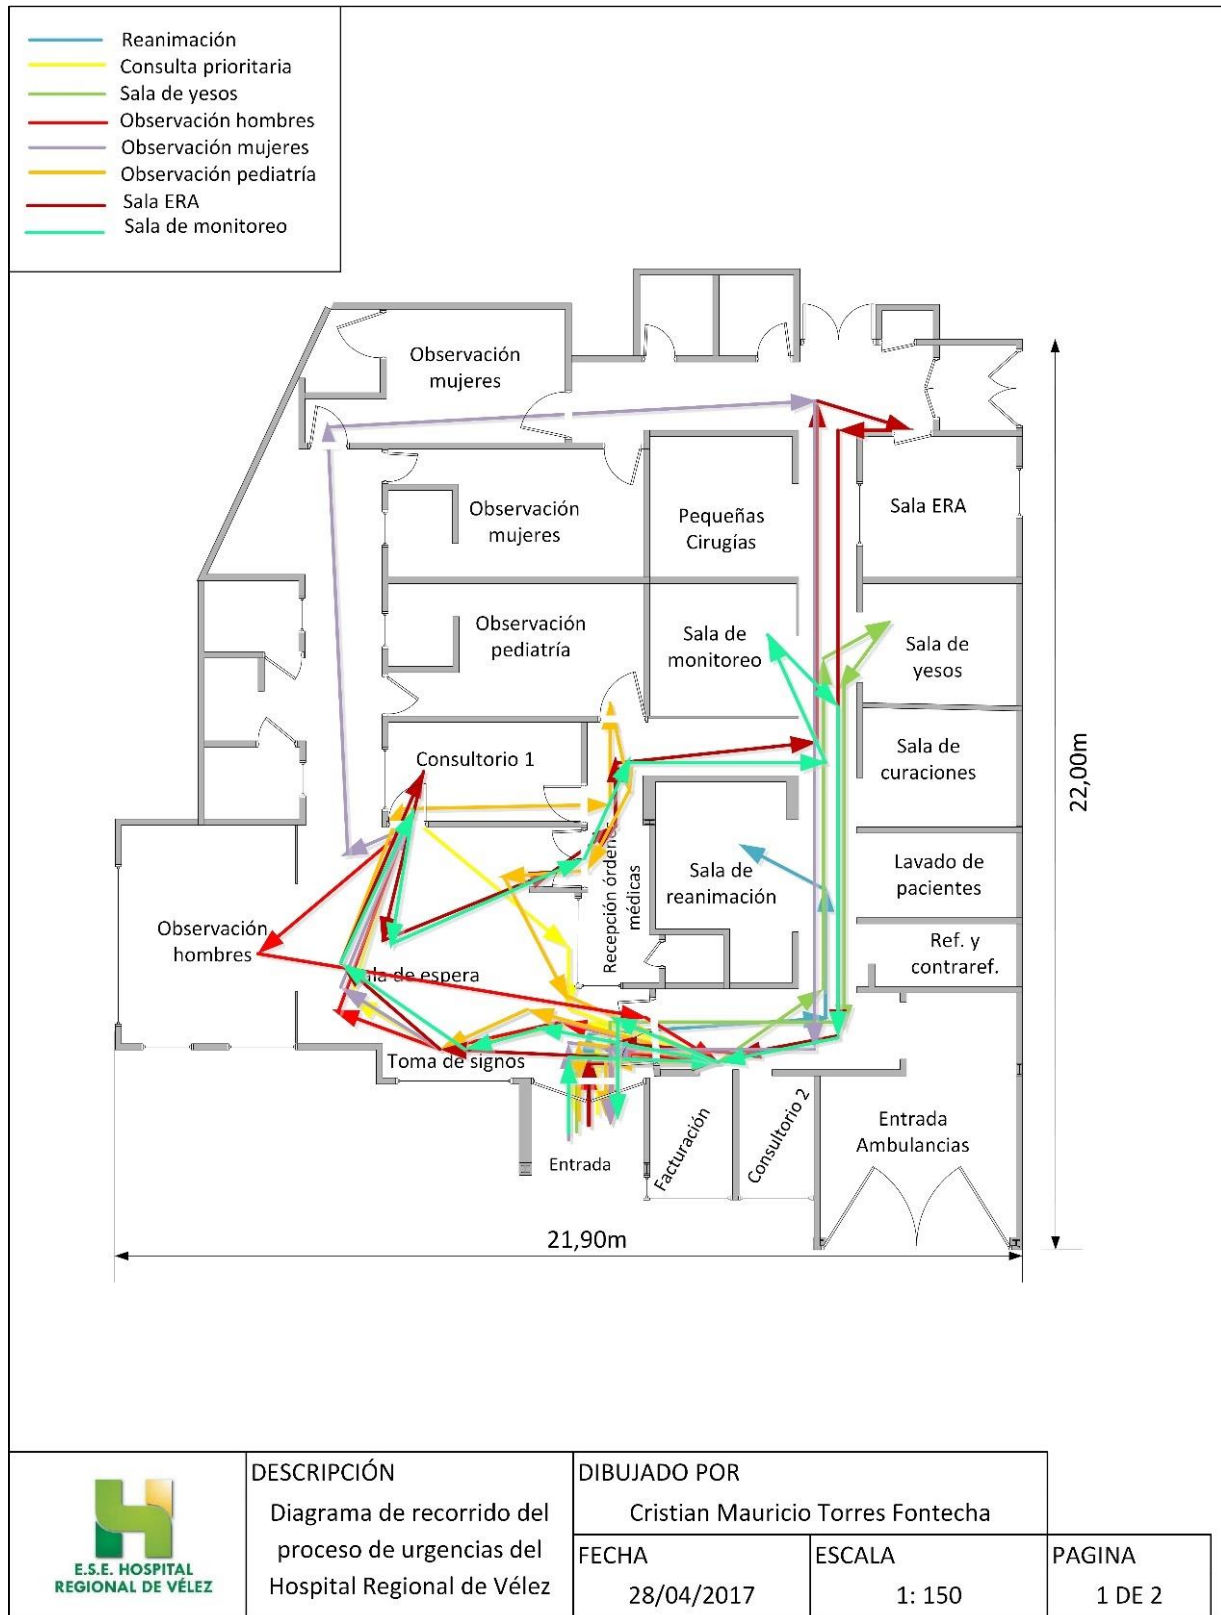 Reanimación
Consulta prioritaria
Sala de yesos
Observación hombres
Observación mujeres
Observación pediatría
Sala ERA
Sala de monitoreo
Observación
mujeres
Observación
mujeres
Pequeñas
Cirugías
Sala ERA
Observación
pediatría
Sala de
monitoreo
Sala de
yesos
Consultorio 1
Sala de
curaciones
22,00m
Recepción órdenes
médicas
Sala de
reanimación
Lavado de
pacientes
Observación
hombres
Sala de espera
Ref. y
contraref.
Toma de signos
Entrada
Facturación
Consultorio 2
Entrada
Ambulancias
21,90m
E.S.E. HOSPITAL
REGIONAL DE VÉLEZ
DESCRIPCIÓN
Diagrama de recorrido del
proceso de urgencias del
Hospital Regional de Vélez
DIBUJADO POR
Cristian Mauricio Torres Fontecha
FECHA
28/04/2017
ESCALA
1: 150
PAGINA
1 DE 2